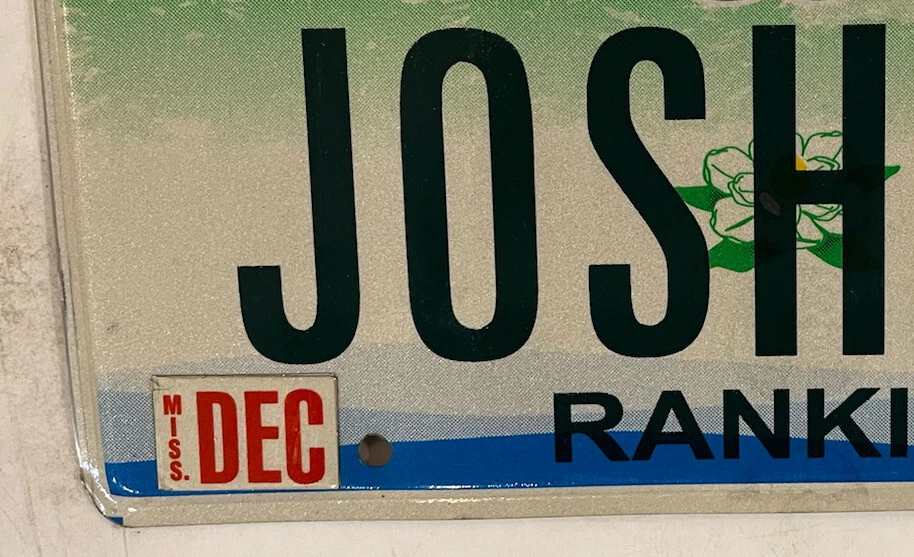 JOSH
RANKI
MISS. DEC